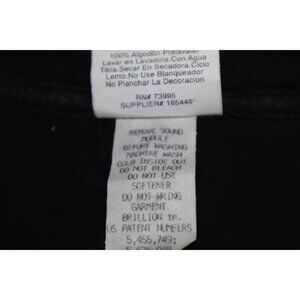 100% Algodon Prelavado
Lavar en Lavadora.Con Agua
Tibia.Secar En Secadora.Ciclo
Lento.No Use Blanqueador
No Planchar La Decoracion
RN# 73995
SUPPLIER# 165449
REMOVE SOUND
MODULE
BEFORE WASHING
MACHINE WASH
COLD INSIDE OUT
DO NOT BLEACH
DO NOT USE
SOFTENER
DO NOT WRING
GARMENT
BRILLION tm.
US PATENT NUMBERS
5,455,749;